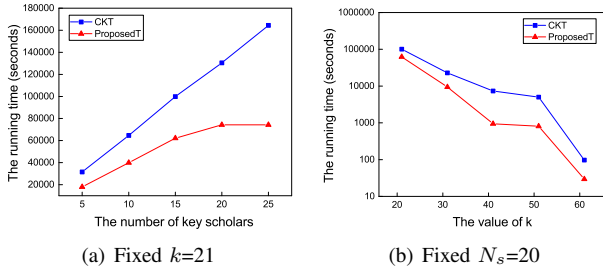 180000
160000
140000
120000
100000
80000
60000
40000
20000
5 10 15 20 25
CKT
ProposedT
The running time (seconds)
The number of key scholars
(a) Fixed k=21
1000000
100000
10000
1000
100
10
20 30 40 50 60
CKT
ProposedT
The running time (seconds)
The value of k
(b) Fixed Ns=20